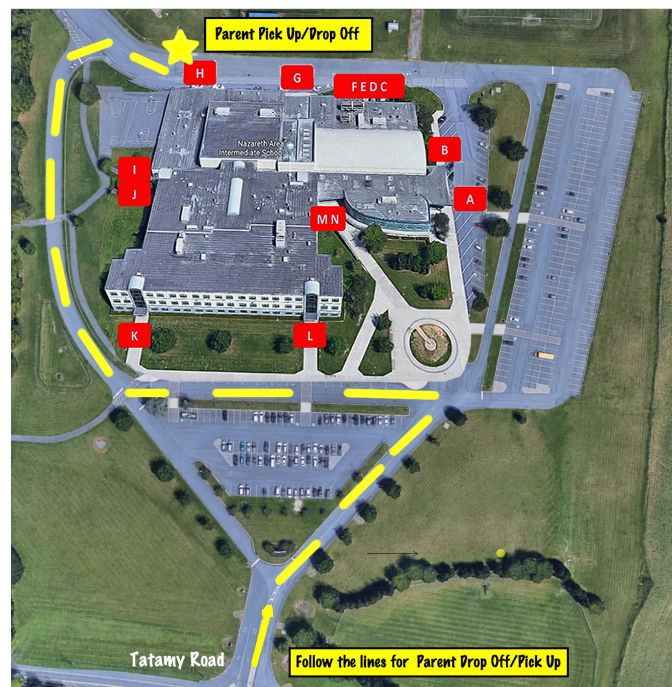 Parent Pick Up/Drop Off
H
G
F E D C
Nazareth Area
Intermediate School
B
I
J
A
M N
K
L
Tatamy Road
Follow the lines for  Parent Drop Off/Pick Up